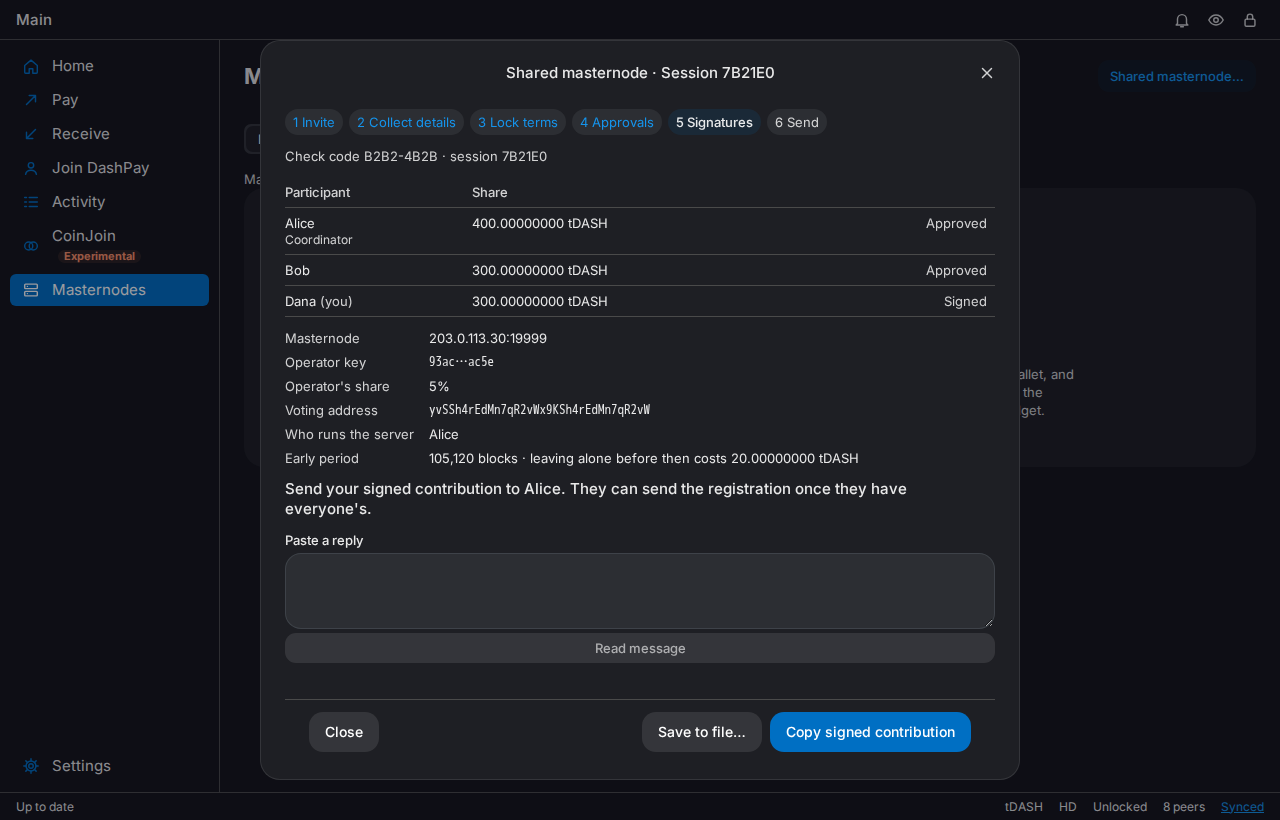 Main
Home
Pay
Receive
Join DashPay
Activity
CoinJoin
Experimental
Masternodes
Settings
Shared masternode...
Shared masternode · Session 7B21E0
1 Invite
2 Collect details
3 Lock terms
4 Approvals
5 Signatures
6 Send
Check code B2B2-4B2B · session 7B21E0
Participant Share
Alice 400.00000000 tDASH Approved
Coordinator
Bob 300.00000000 tDASH Approved
Dana (you) 300.00000000 tDASH Signed
Masternode 203.0.113.30:19999
Operator key 93ac···ac5e
Operator's share 5%
Voting address yvSSh4rEdMn7qR2vWx9KSh4rEdMn7qR2vW
Who runs the server Alice
Early period 105,120 blocks · leaving alone before then costs 20.00000000 tDASH
Send your signed contribution to Alice. They can send the registration once they have
everyone's.
Paste a reply
Read message
Close
Save to file...
Copy signed contribution
and
the
Up to date
tDASH HD Unlocked 8 peers Synced